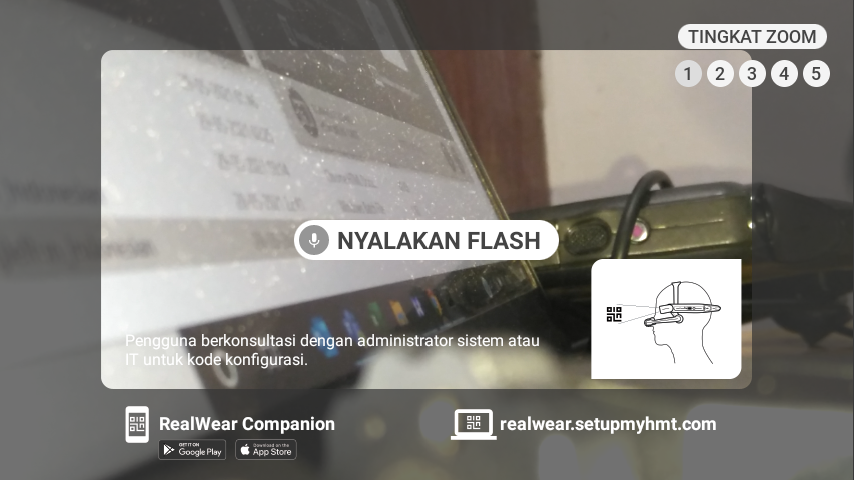 TINGKAT ZOOM
1 2 3 4 5
NYALAKAN FLASH
Pengguna berkonsultasi dengan administrator sistem atau
IT untuk kode konfigurasi.
RealWear Companion
realwear.setupmyhmt.com
GET IT ON
Google Play
Download on the
App Store